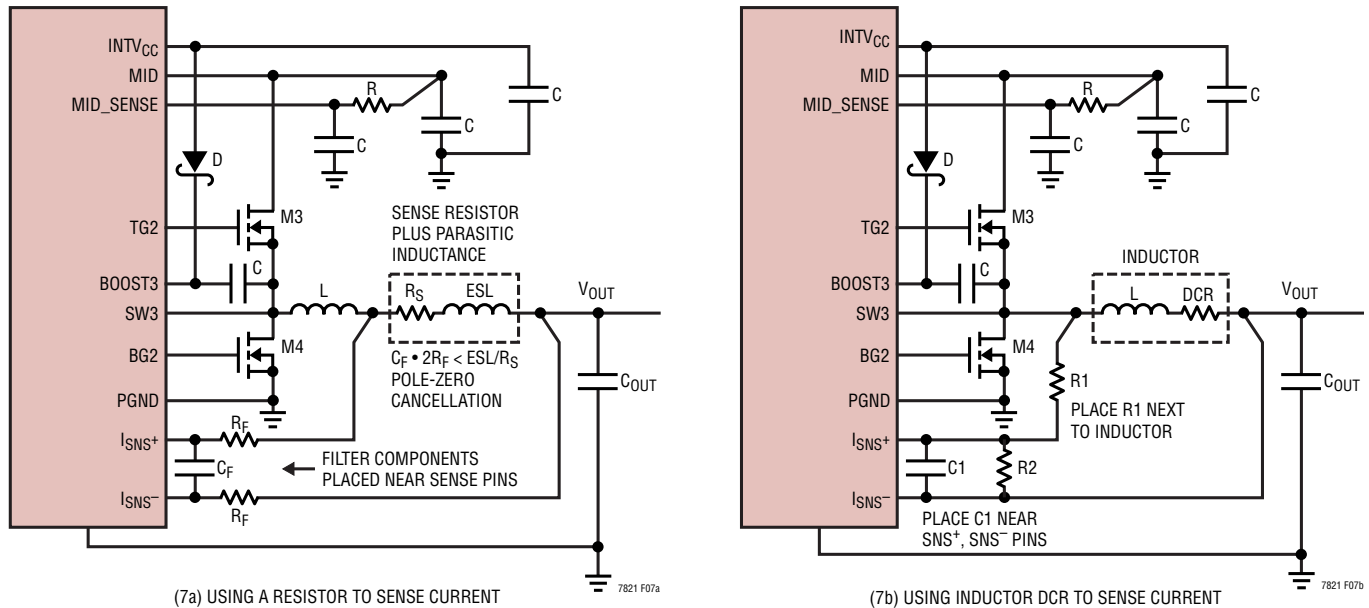 INTVCC
MID
MID_SENSE
R
C
C
C
D
TG2
M3
SENSE RESISTOR
PLUS PARASITIC
INDUCTANCE
BOOST3
C
L
RS
ESL
VOUT
SW3
BG2
M4
CF • 2RF < ESL/RS
POLE-ZERO
CANCELLATION
COUT
PGND
RF
ISNS+
CF
FILTER COMPONENTS
PLACED NEAR SENSE PINS
ISNS–
RF
7821 F07a
(7a) USING A RESISTOR TO SENSE CURRENT
INTVCC
MID
MID_SENSE
R
C
C
C
D
TG2
M3
INDUCTOR
BOOST3
C
L
DCR
VOUT
SW3
BG2
M4
R1
COUT
PGND
PLACE R1 NEXT
TO INDUCTOR
ISNS+
C1
R2
ISNS–
PLACE C1 NEAR
SNS+, SNS– PINS
7821 F07b
(7b) USING INDUCTOR DCR TO SENSE CURRENT